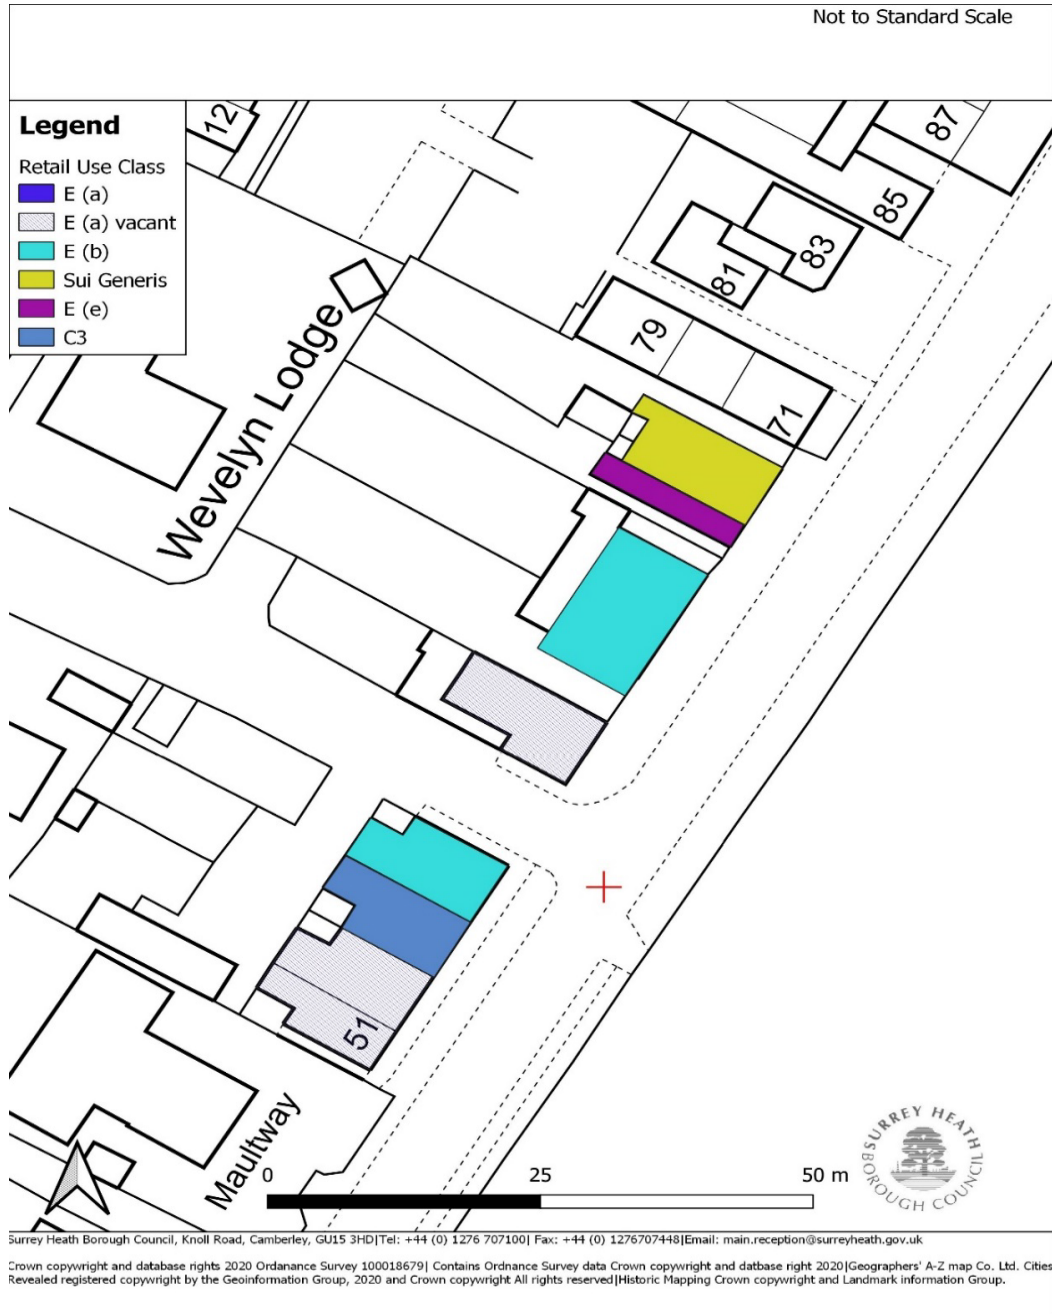 Not to Standard Scale
Legend
Retail Use Class
E (a)
E (a) vacant
E (b)
Sui Generis
E (e)
C3
12
87
85
83
81
79
71
Wevelyn Lodge
51
Maultway
0 25 50 m
SURREY HEATH
BOROUGH COUNCIL
Surrey Heath Borough Council, Knoll Road, Camberley, GU15 3HD|Tel: +44 (0) 1276 707100| Fax: +44 (0) 1276707448|Email: main.reception@surreyheath.gov.uk
Crown copywright and database rights 2020 Ordanance Survey 100018679| Contains Ordnance Survey data Crown copyright and datbase right 2020|Geographers' A-Z map Co. Ltd. Cities
Revealed registered copywright by the Geoinformation Group, 2020 and Crown copywright All rights reserved|Historic Mapping Crown copywright and Landmark information Group.